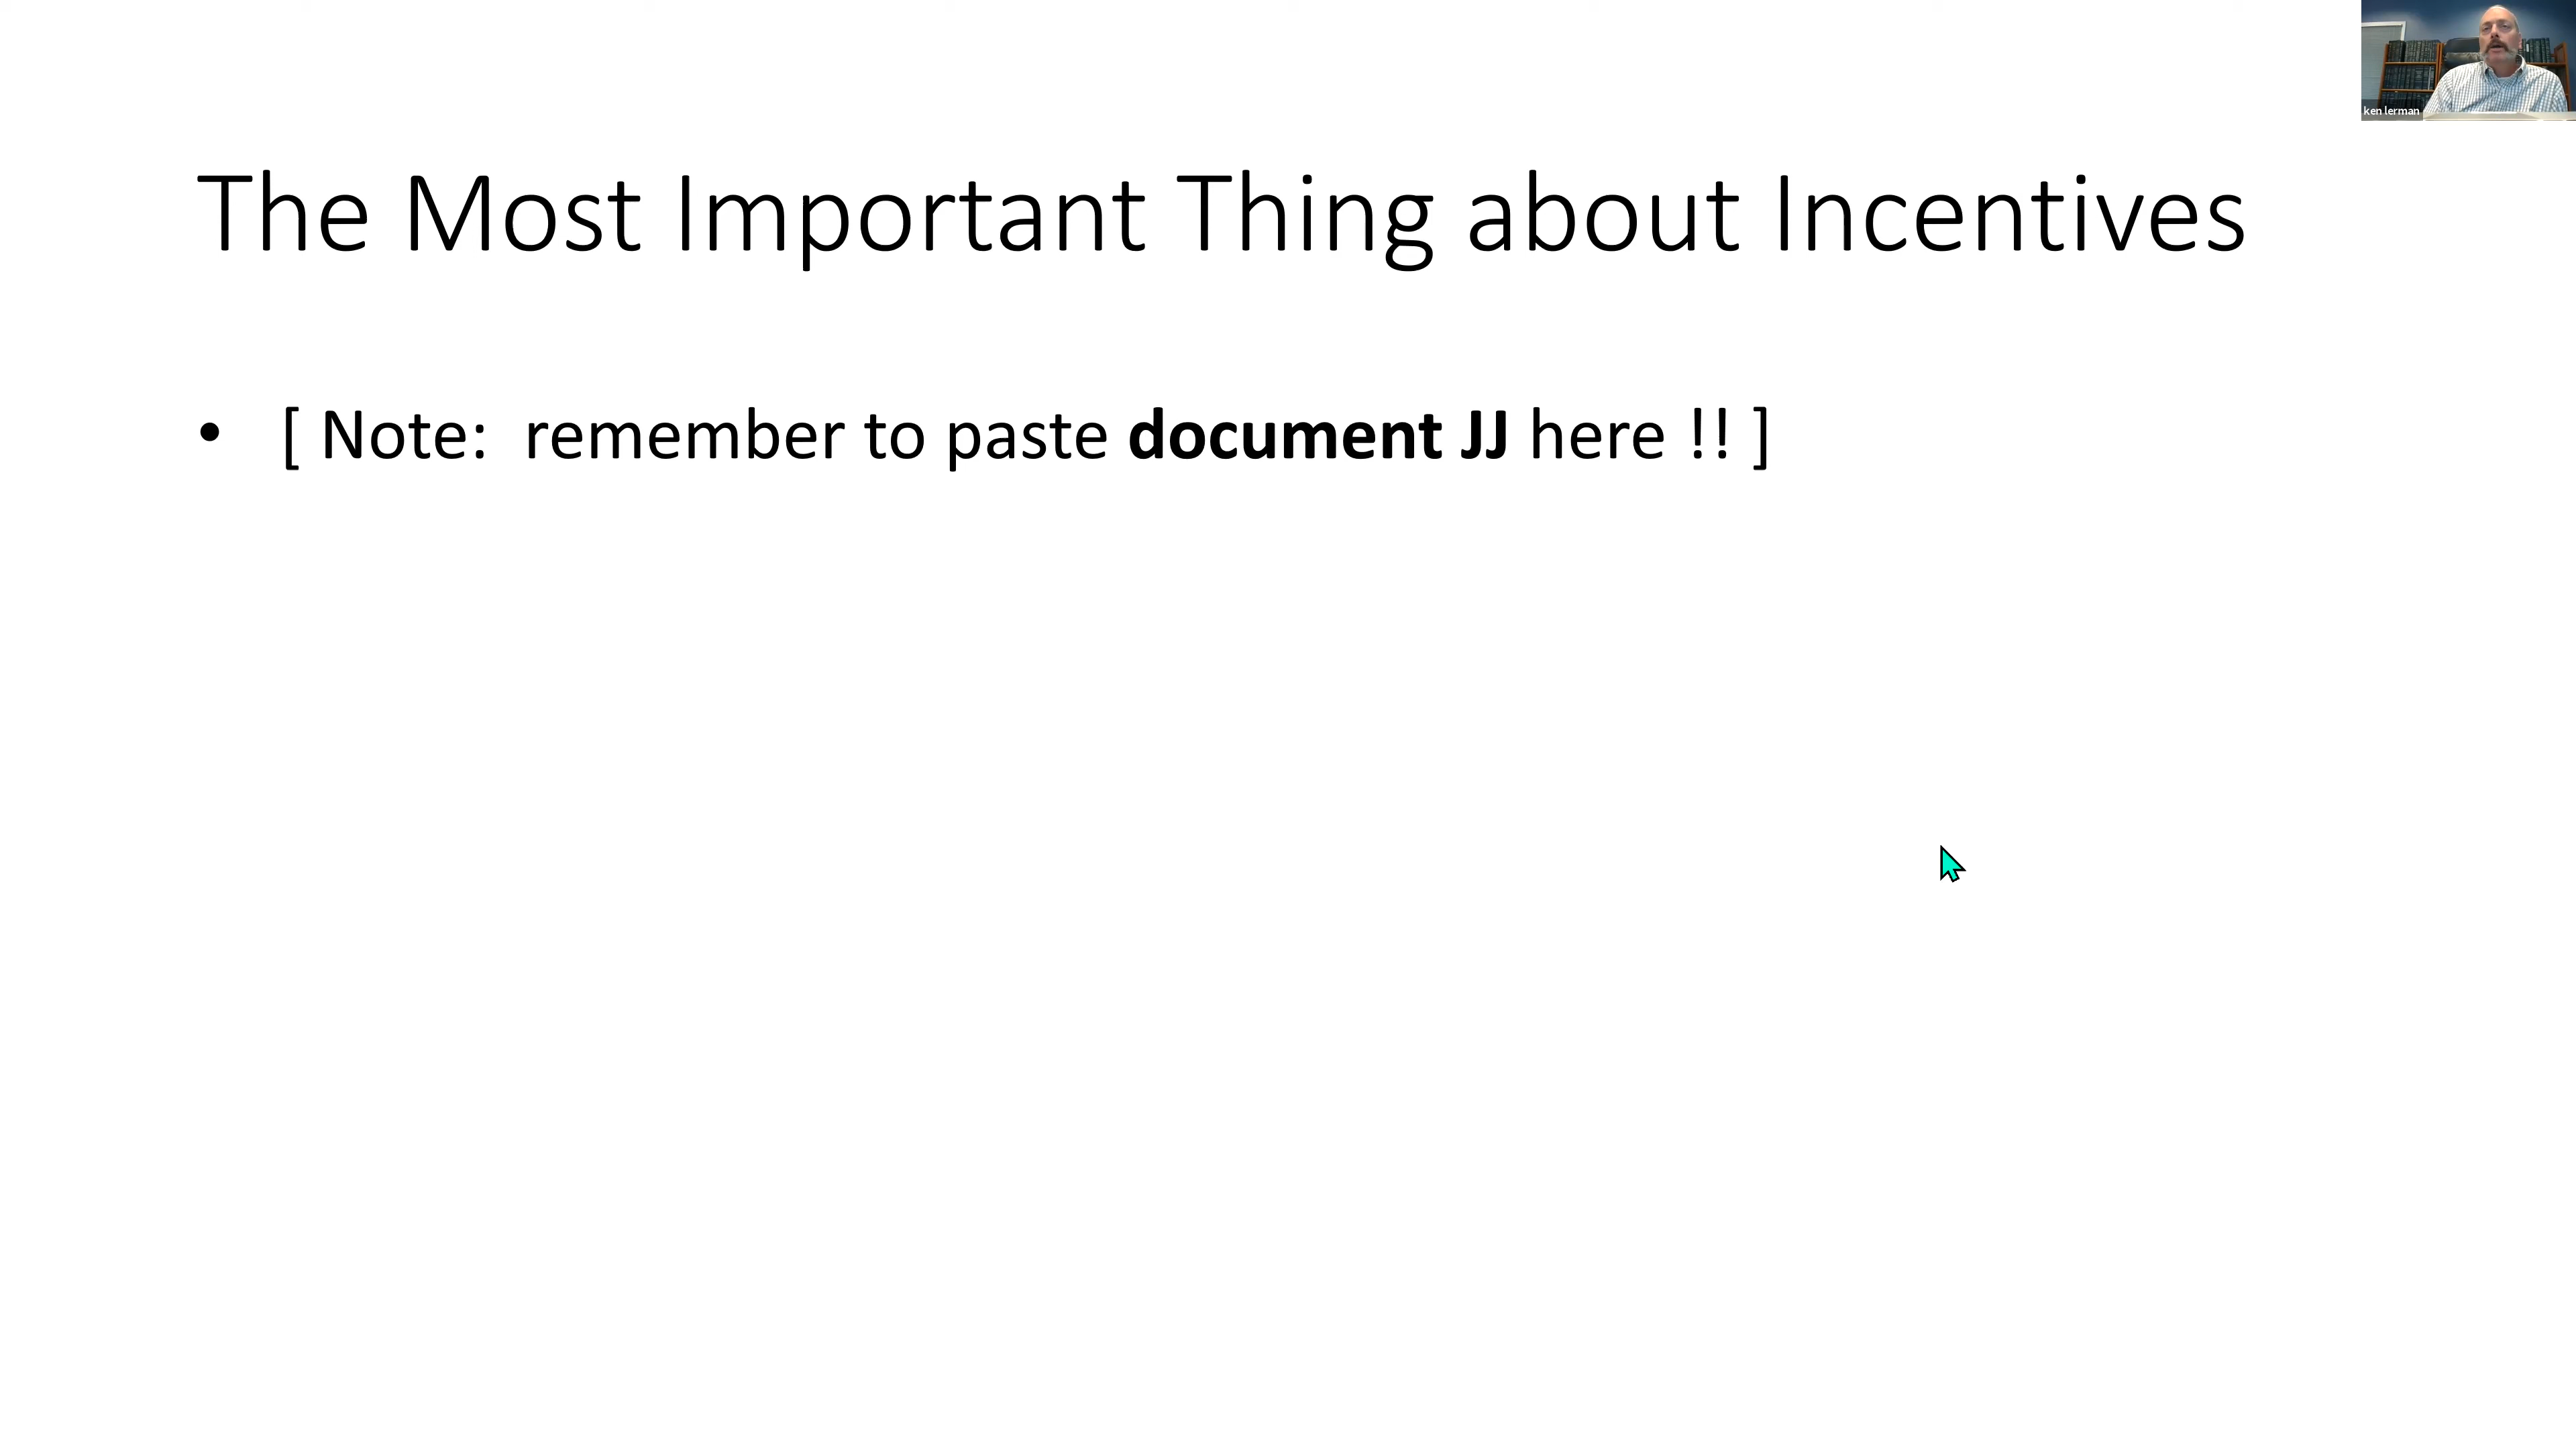 ken lerman
The Most Important Thing about Incentives
• [ Note: remember to paste document JJ here !! ]